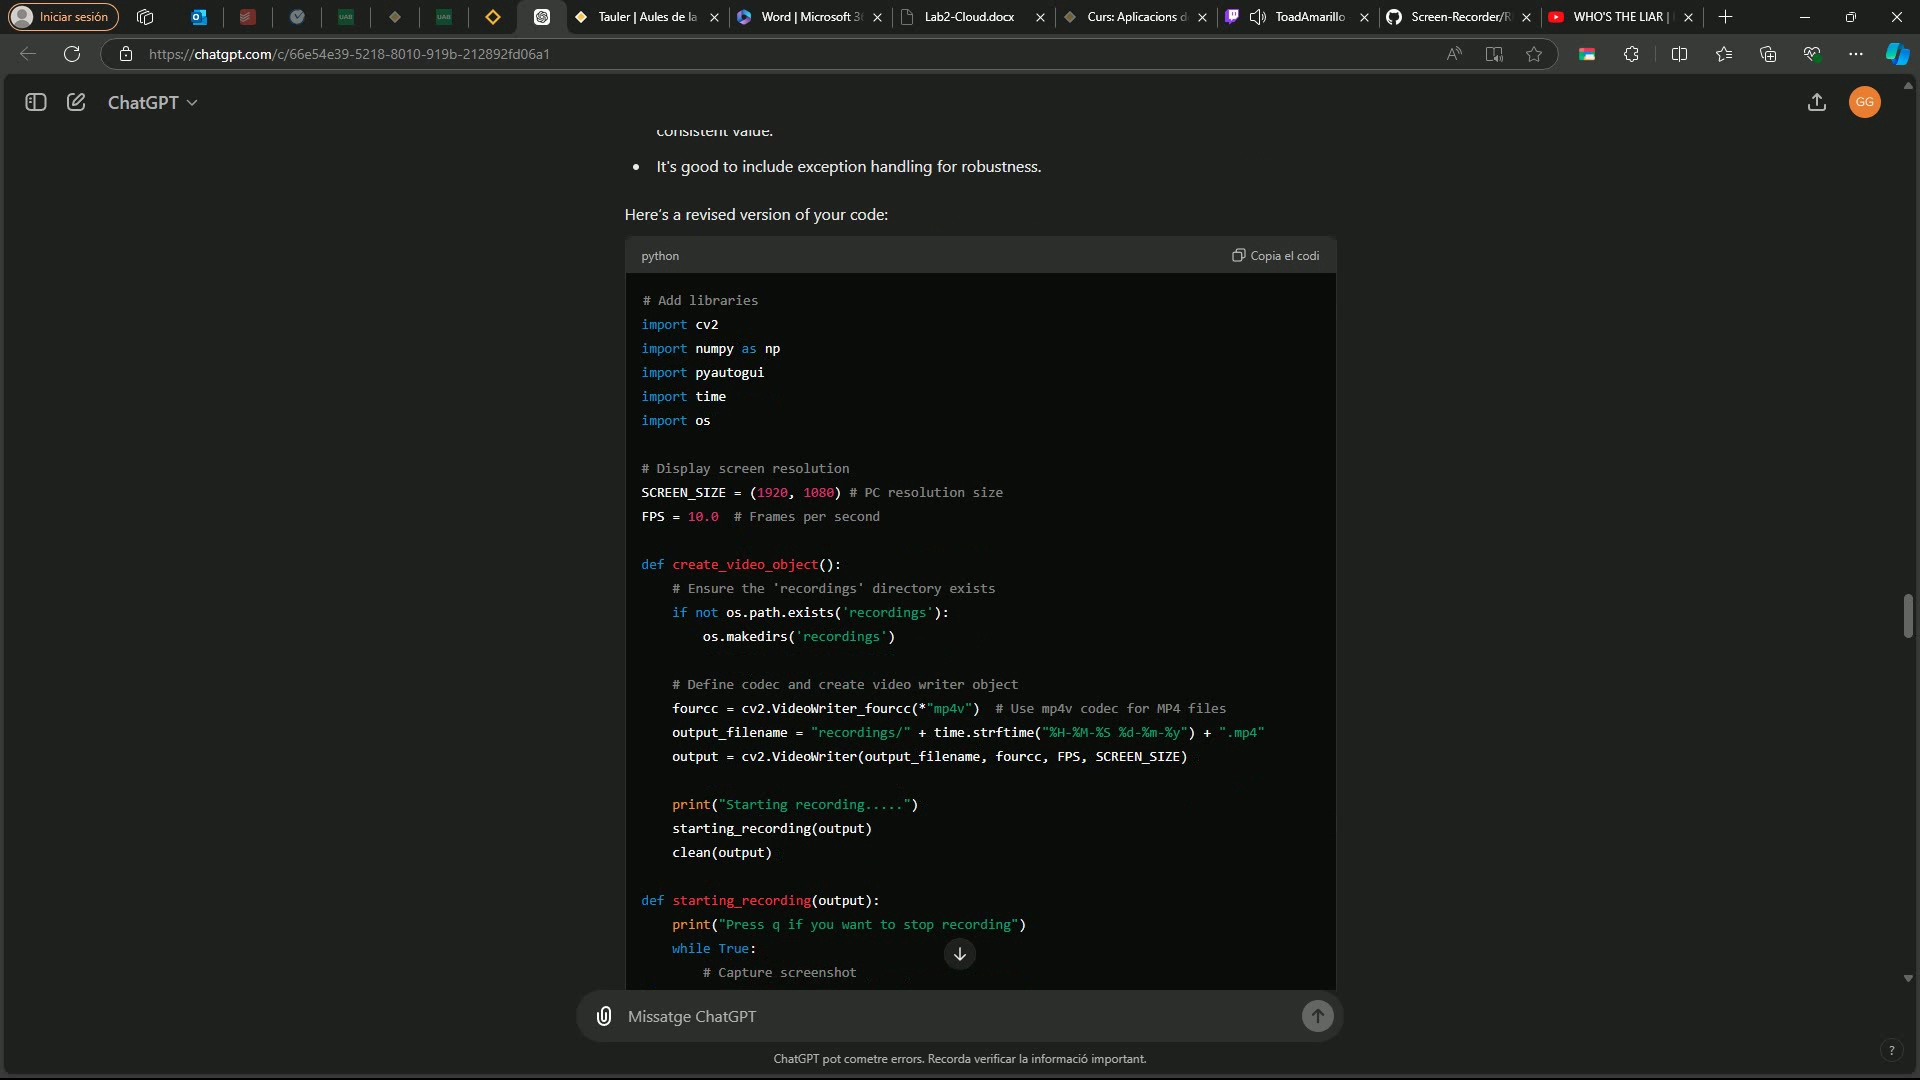 Iniciar sesión
UAB
UAB
Tauler | Aules de la
Word | Microsoft 3
Lab2-Cloud.docx
Curs: Aplicacions d
ToadAmarillo
Screen-Recorder/R
WHO'S THE LIAR |
https://chatgpt.com/c/66e54e39-5218-8010-919b-212892fd06a1
ChatGPT
GG
consistent value.
It's good to include exception handling for robustness.
Here's a revised version of your code:
python
Copia el codi
# Add libraries
import cv2
import numpy as np
import pyautogui
import time
import os
# Display screen resolution
SCREEN_SIZE = (1920, 1080) # PC resolution size
FPS = 10.0  # Frames per second
def create_video_object():
# Ensure the 'recordings' directory exists
if not os.path.exists('recordings'):
os.makedirs('recordings')
# Define codec and create video writer object
fourcc = cv2.VideoWriter_fourcc(*"mp4v")  # Use mp4v codec for MP4 files
output_filename = "recordings/" + time.strftime("%H-%M-%S %d-%m-%y") + ".mp4"
output = cv2.VideoWriter(output_filename, fourcc, FPS, SCREEN_SIZE)
print("Starting recording.....")
starting_recording(output)
clean(output)
def starting_recording(output):
print("Press q if you want to stop recording")
while True:
# Capture screenshot
Missatge ChatGPT
ChatGPT pot cometre errors. Recorda verificar la informació important.
?